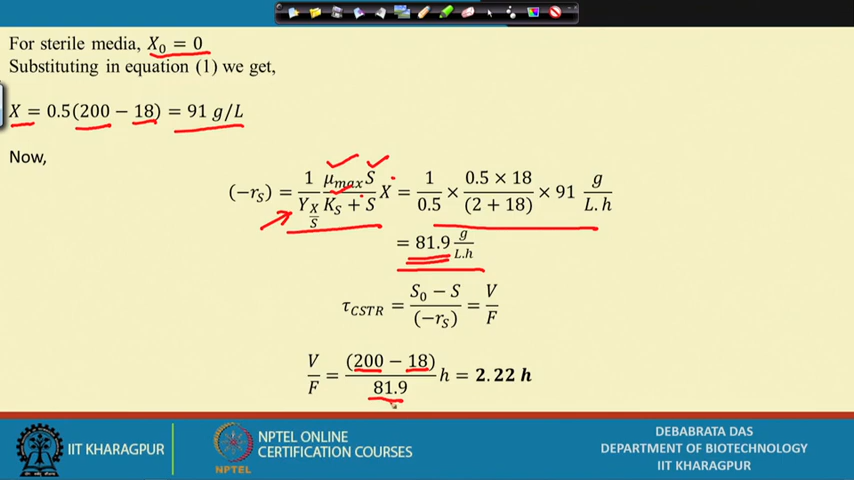 For sterile media, X₀ = 0
Substituting in equation (1) we get,
X = 0.5(200 − 18) = 91 g/L
Now,
(−r_S) = 1/Y_{X/S} μ_max S/(K_S + S) X = 1/0.5 × (0.5 × 18)/(2 + 18) × 91 g/L.h
= 81.9 g/L.h
τ_CSTR = (S₀ − S)/(−r_S) = V/F
V/F = (200 − 18)/81.9 h = 2.22 h
IIT KHARAGPUR
NPTEL
NPTEL ONLINE
CERTIFICATION COURSES
DEBABRATA DAS
DEPARTMENT OF BIOTECHNOLOGY
IIT KHARAGPUR